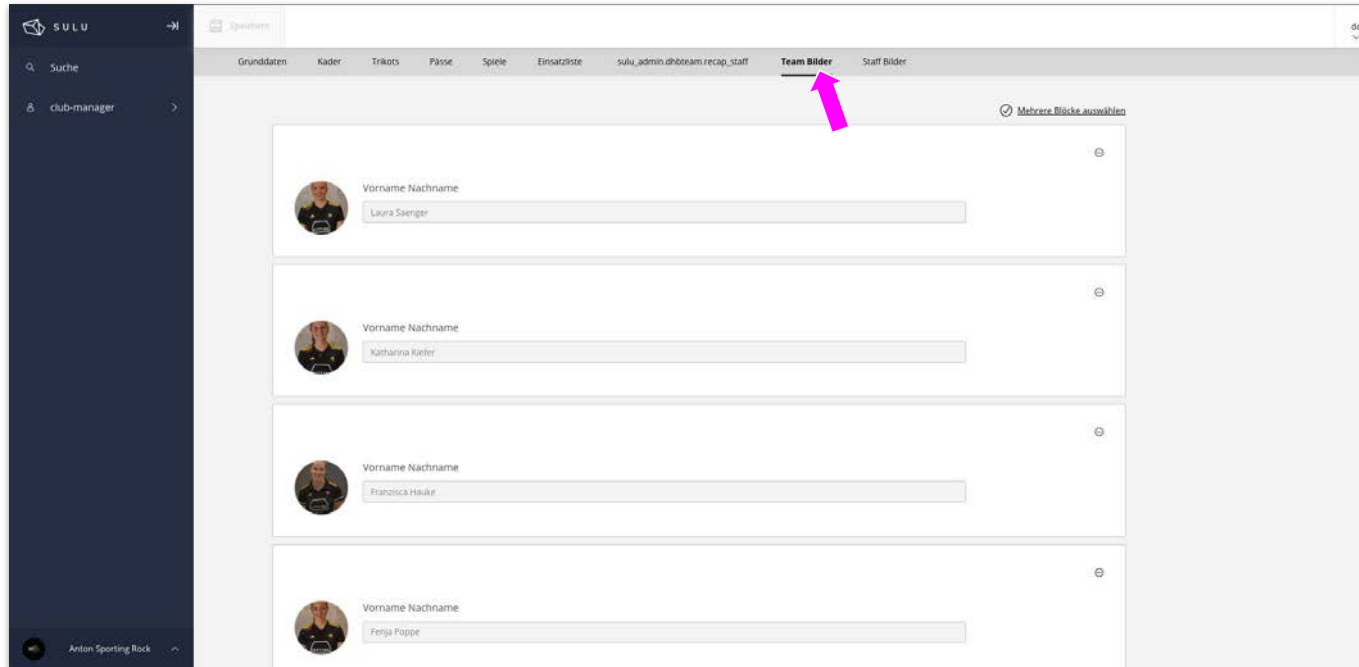 SULU
Speichern
de
Suche
Grunddaten Kader Trikots Pässe Spiele Einsatzliste sulu_admin.dhbteam.recap_staff Team Bilder Staff Bilder
club-manager
Mehrere Blöcke auswählen
Vorname Nachname
Laura Saenger
Vorname Nachname
Katharina Kiefer
Vorname Nachname
Franzisca Hauke
Vorname Nachname
Fenja Poppe
Anton Sporting Rock